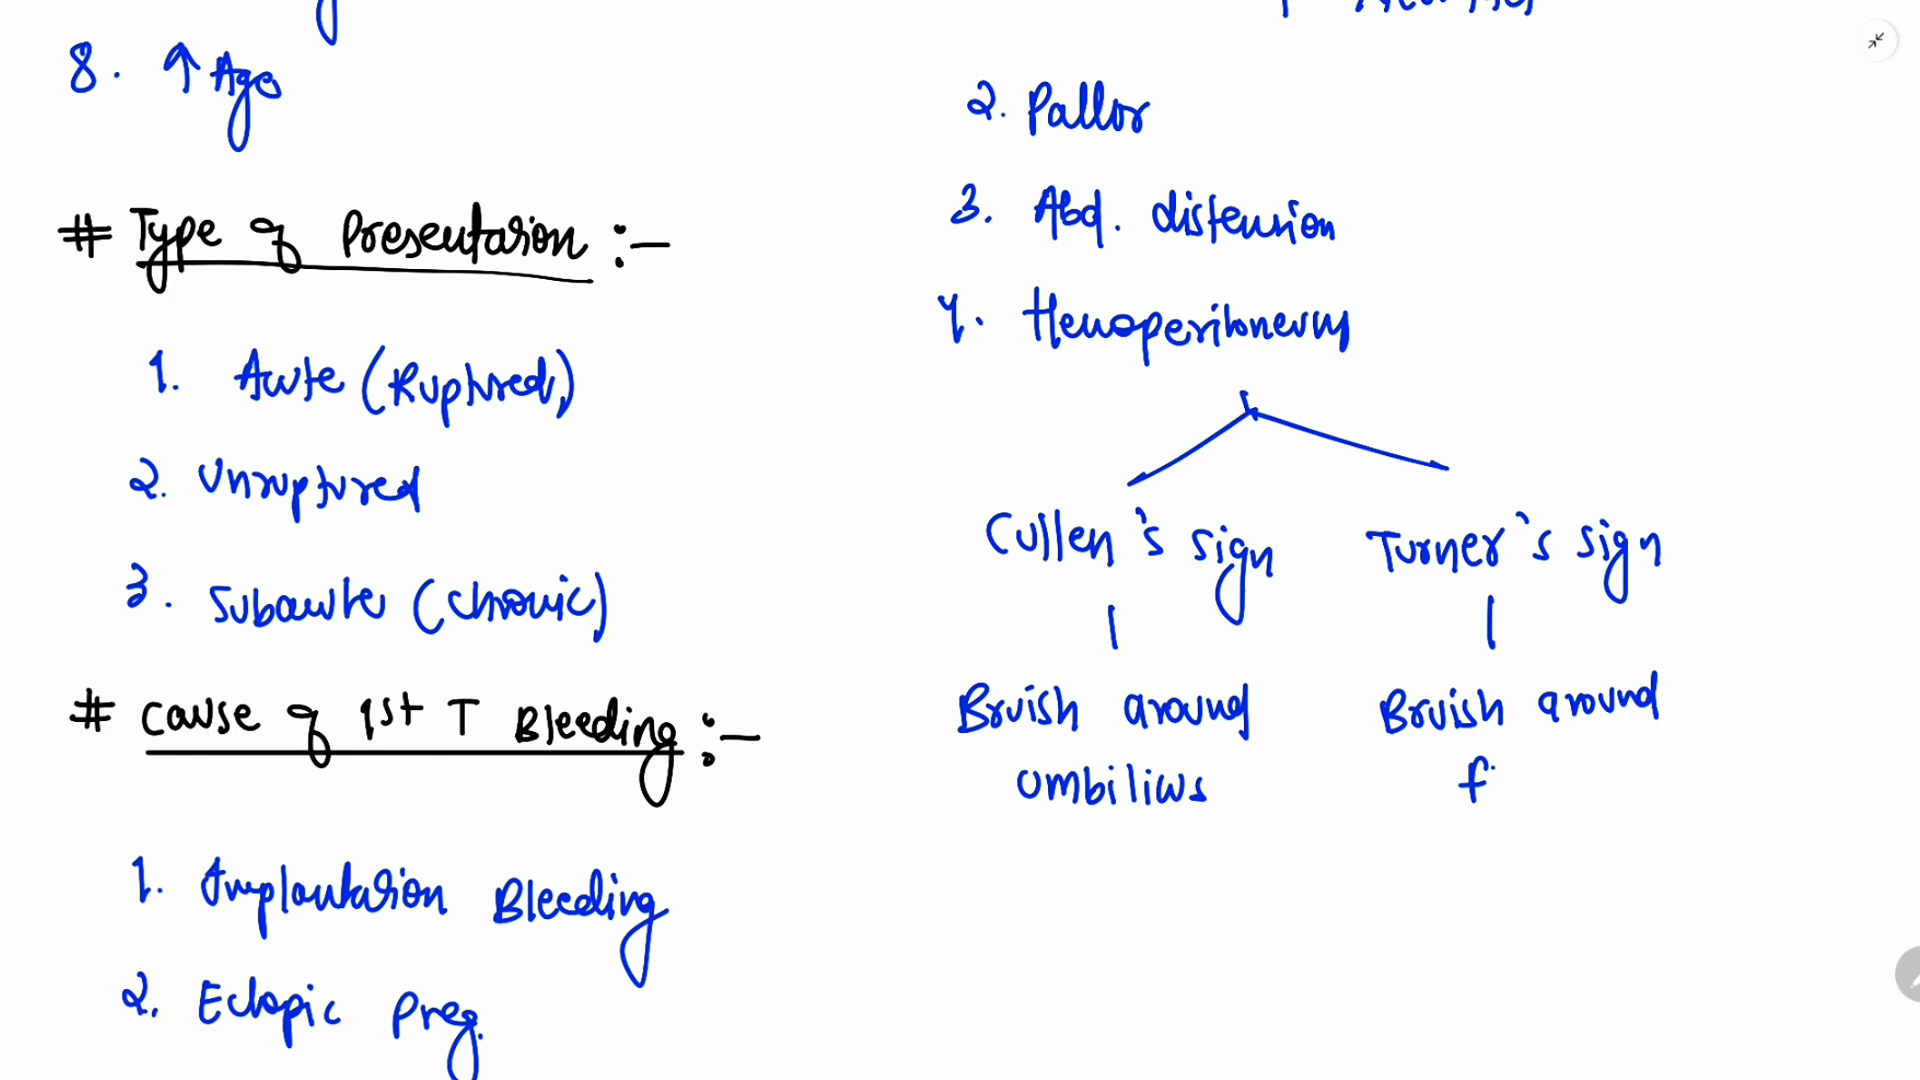 8. ↑ Age
# Type of Presentation :-
1. Acute (Ruptured)
2. Unruptured
3. Subacute (chronic)
# Cause of 1st T Bleeding :-
1. Implantation Bleeding
2. Ectopic Preg.
2. Pallor
3. Abd. distension
4. Hemoperitoneum
Cullen's sign
Bruish around
umbilicus
Turner's sign
Bruish around
f